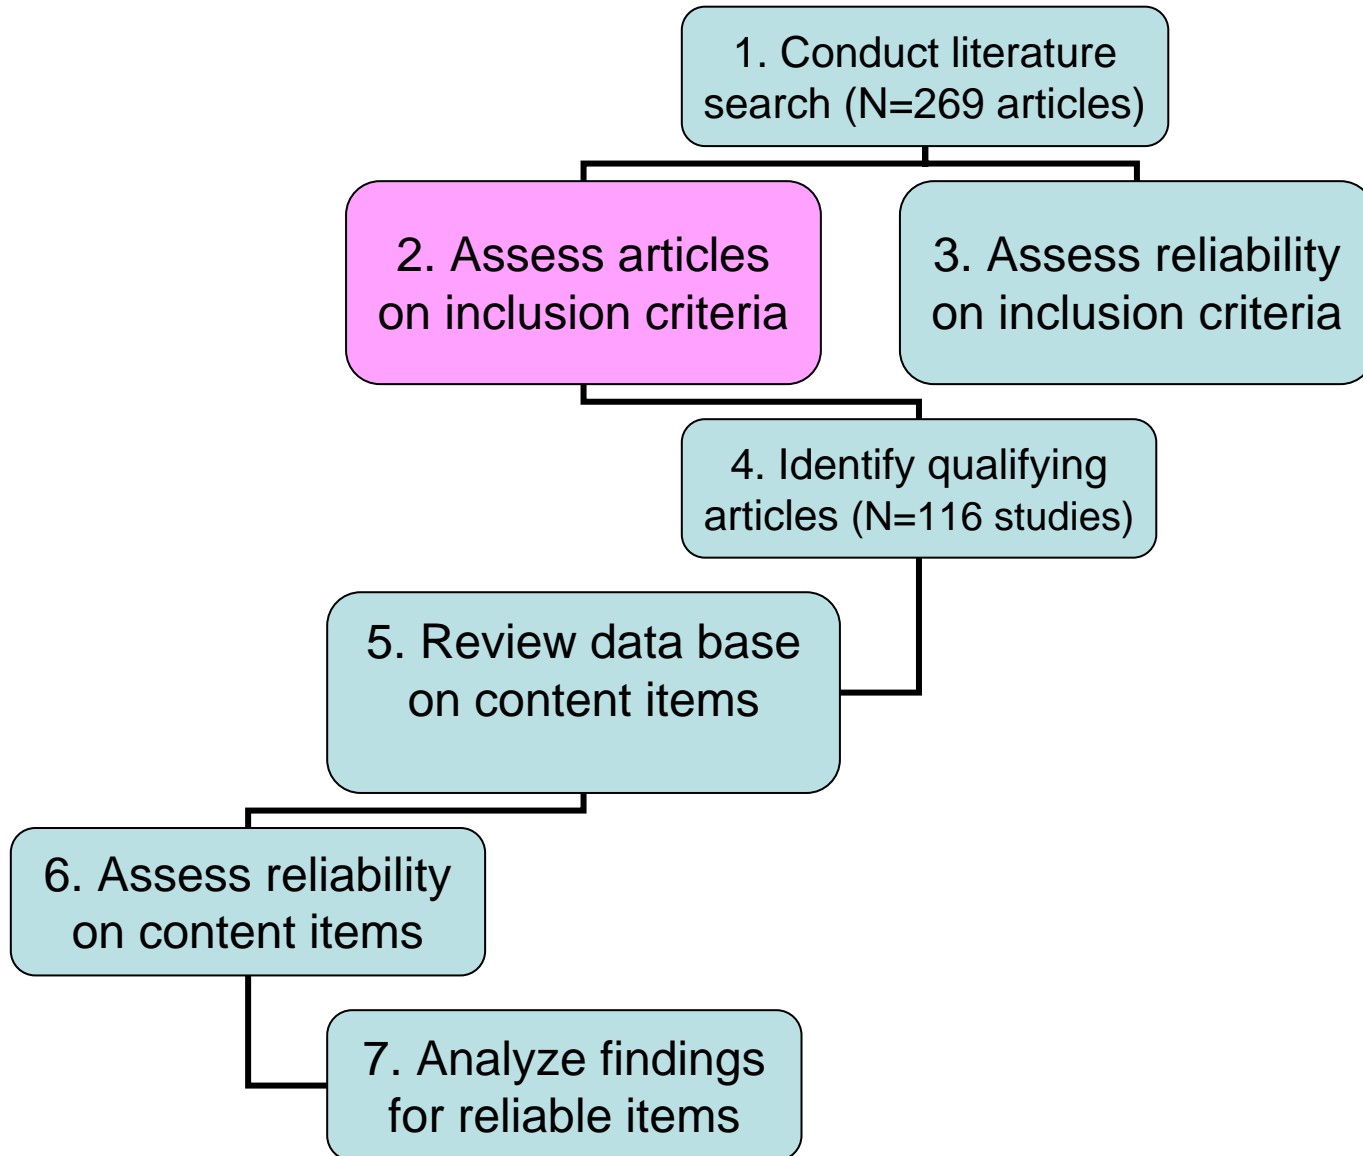 1. Conduct literature
search (N=269 articles)
2. Assess articles
on inclusion criteria
3. Assess reliability
on inclusion criteria
4. Identify qualifying
articles (N=116 studies)
5. Review data base
on content items
6. Assess reliability
on content items
7. Analyze findings
for reliable items